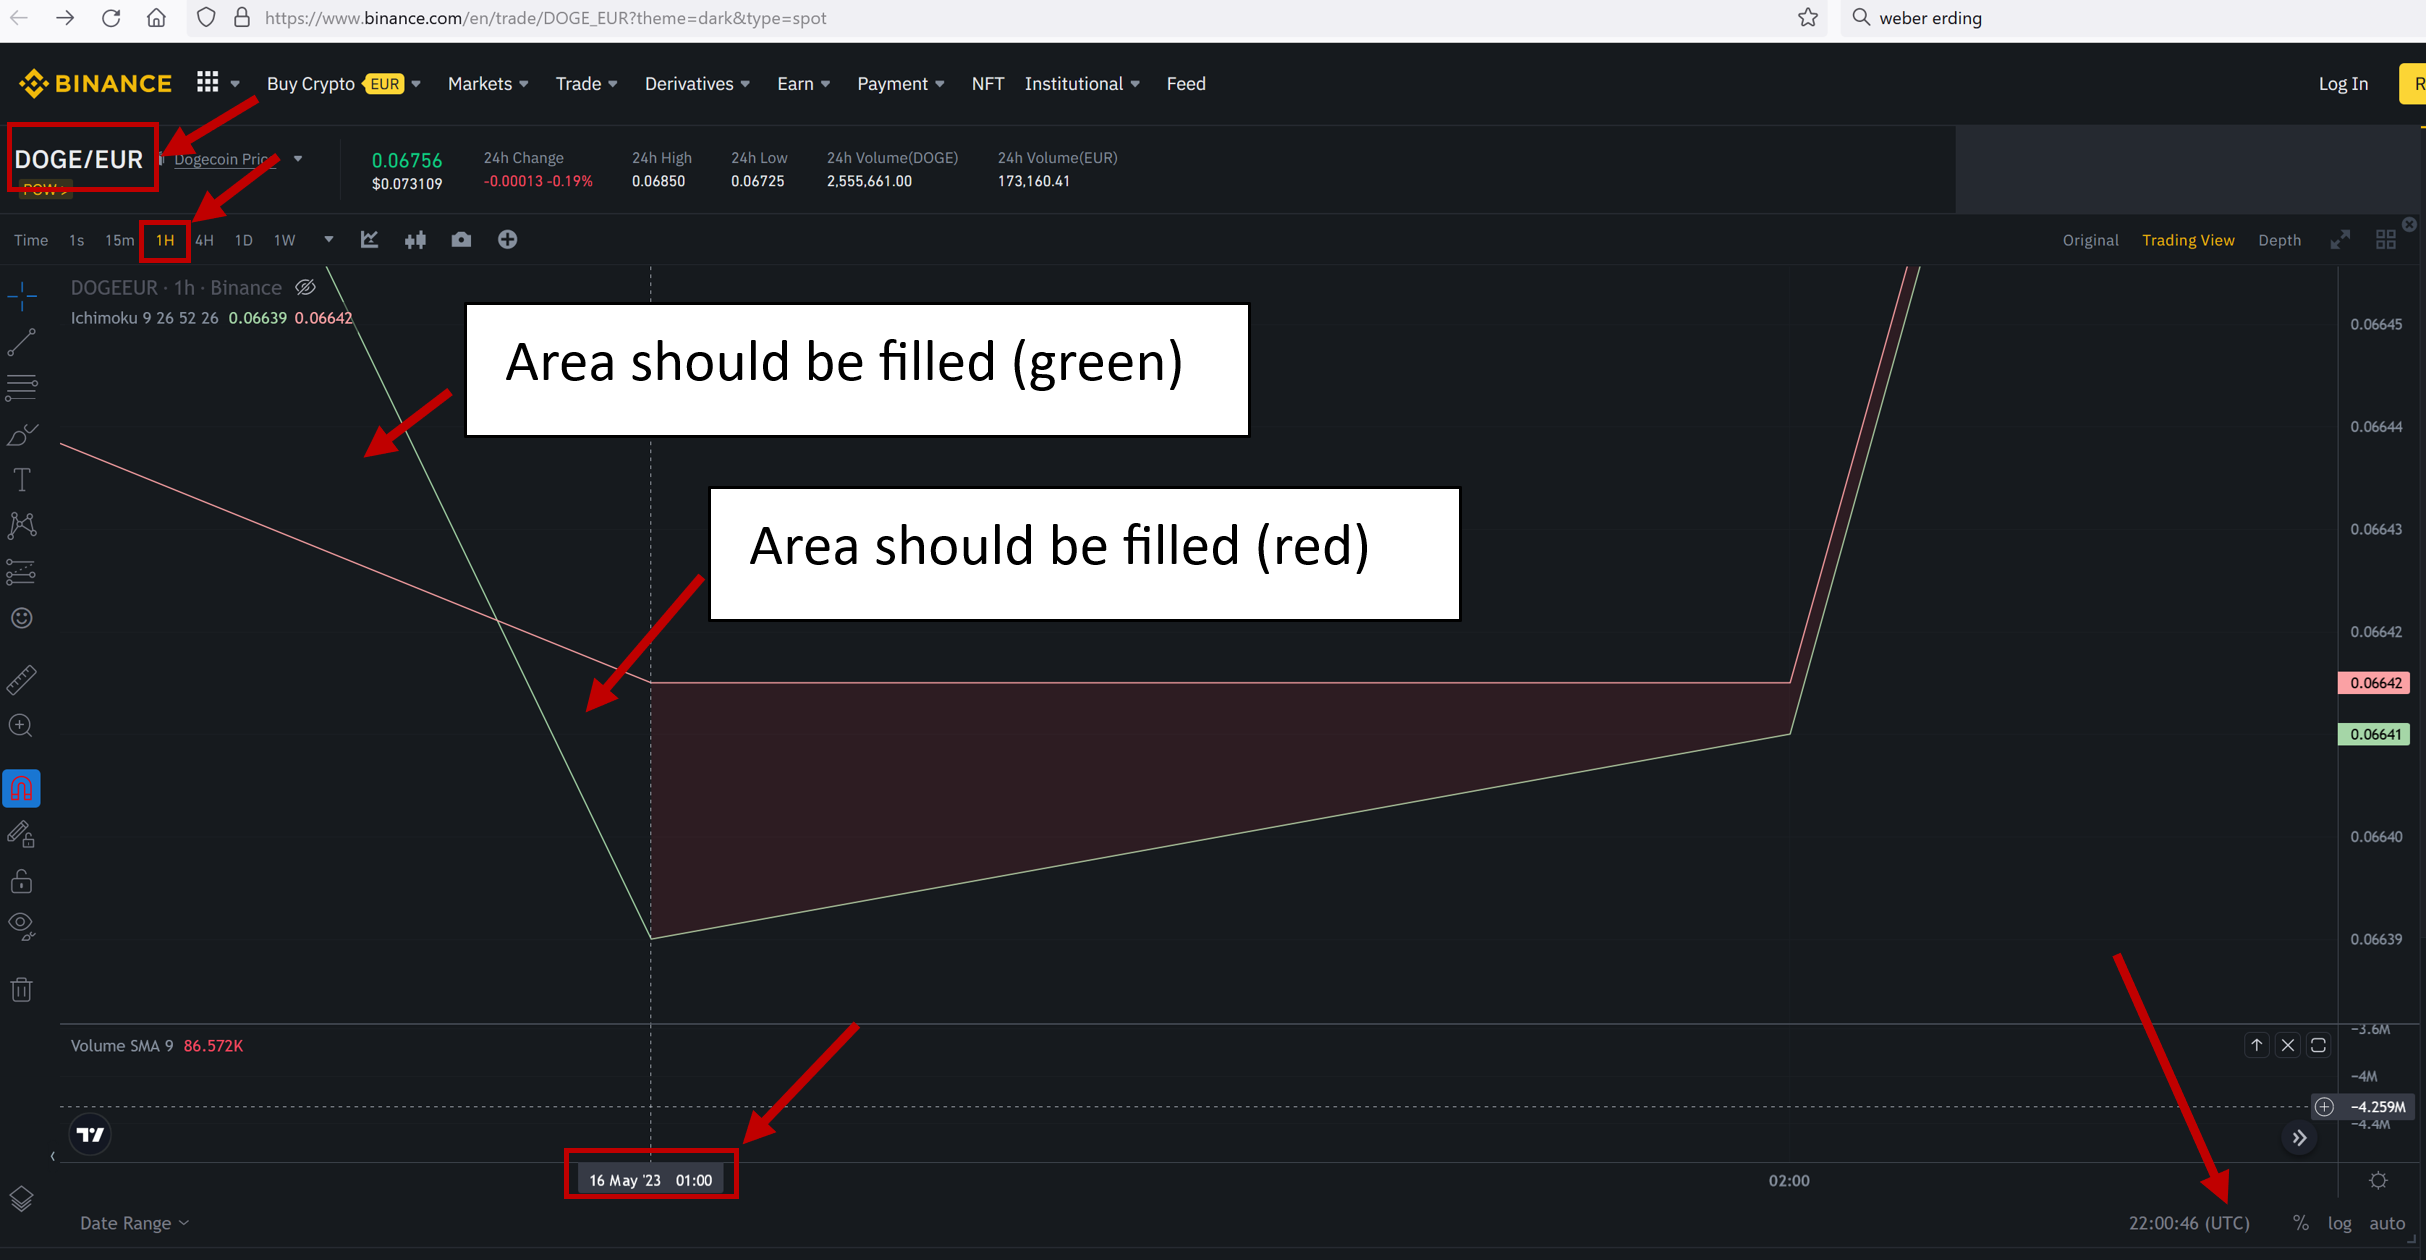 https://www.binance.com/en/trade/DOGE_EUR?theme=dark&type=spot
weber erding
BINANCE
Buy Crypto EUR
Markets
Trade
Derivatives
Earn
Payment
NFT
Institutional
Feed
Log In
R
DOGE/EUR
POW >
Dogecoin Pric
0.06756
$0.073109
24h Change
-0.00013 -0.19%
24h High
0.06850
24h Low
0.06725
24h Volume(DOGE)
2,555,661.00
24h Volume(EUR)
173,160.41
Time 1s 15m 1H 4H 1D 1W
Original Trading View Depth
DOGEEUR · 1h · Binance
Ichimoku 9 26 52 26 0.06639 0.06642
Area should be filled (green)
Area should be filled (red)
0.06645
0.06644
0.06643
0.06642
0.06642
0.06641
0.06640
0.06639
Volume SMA 9 86.572K
−3.6M
−4M
−4.259M
−4.4M
16 May '23 01:00
02:00
Date Range
22:00:46 (UTC) % log auto